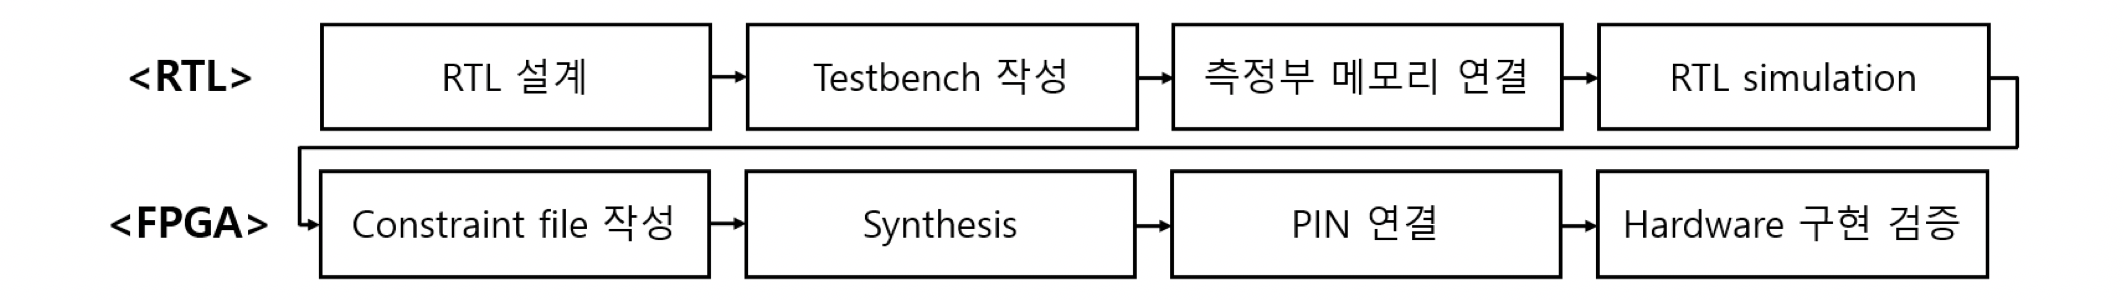 <RTL> RTL 설계 Testbench 작성 측정부 메모리 연결 RTL simulation
<FPGA> Constraint file 작성 Synthesis PIN 연결 Hardware 구현 검증